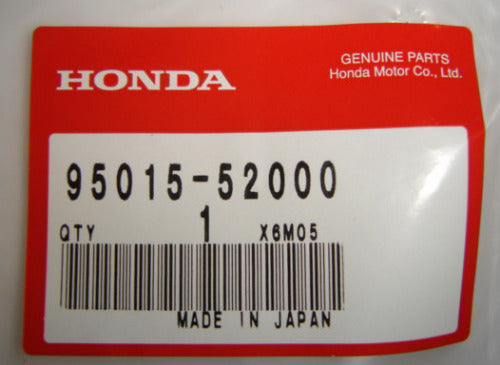 HONDA
GENUINE PARTS
Honda Motor Co., Ltd.
95015-52000
QTY 1 X6M05
MADE IN JAPAN